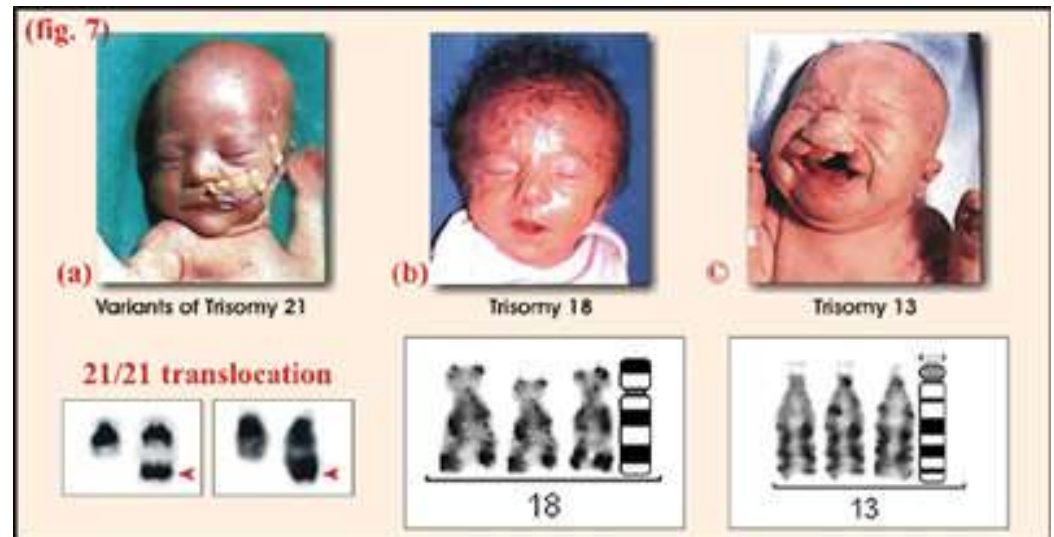 (fig. 7)
(a)
(b)
©
Variants of Trisomy 21
Trisomy 18
Trisomy 13
21/21 translocation
18
13